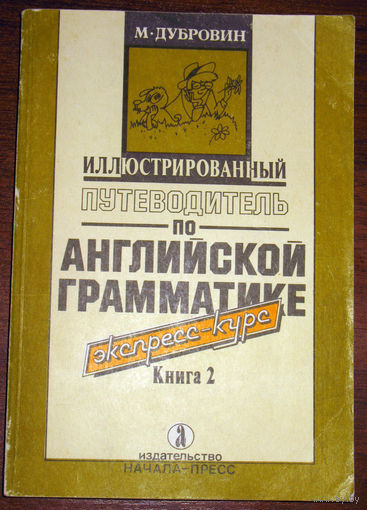 М·ДУБРОВИН
ИЛЛЮСТРИРОВАННЫЙ
ПУТЕВОДИТЕЛЬ
ПО
АНГЛИЙСКОЙ
ГРАММАТИКЕ
экспресс-курс
Книга 2
а
ИЗДАТЕЛЬСТВО
НАЧАЛА-ПРЕСС